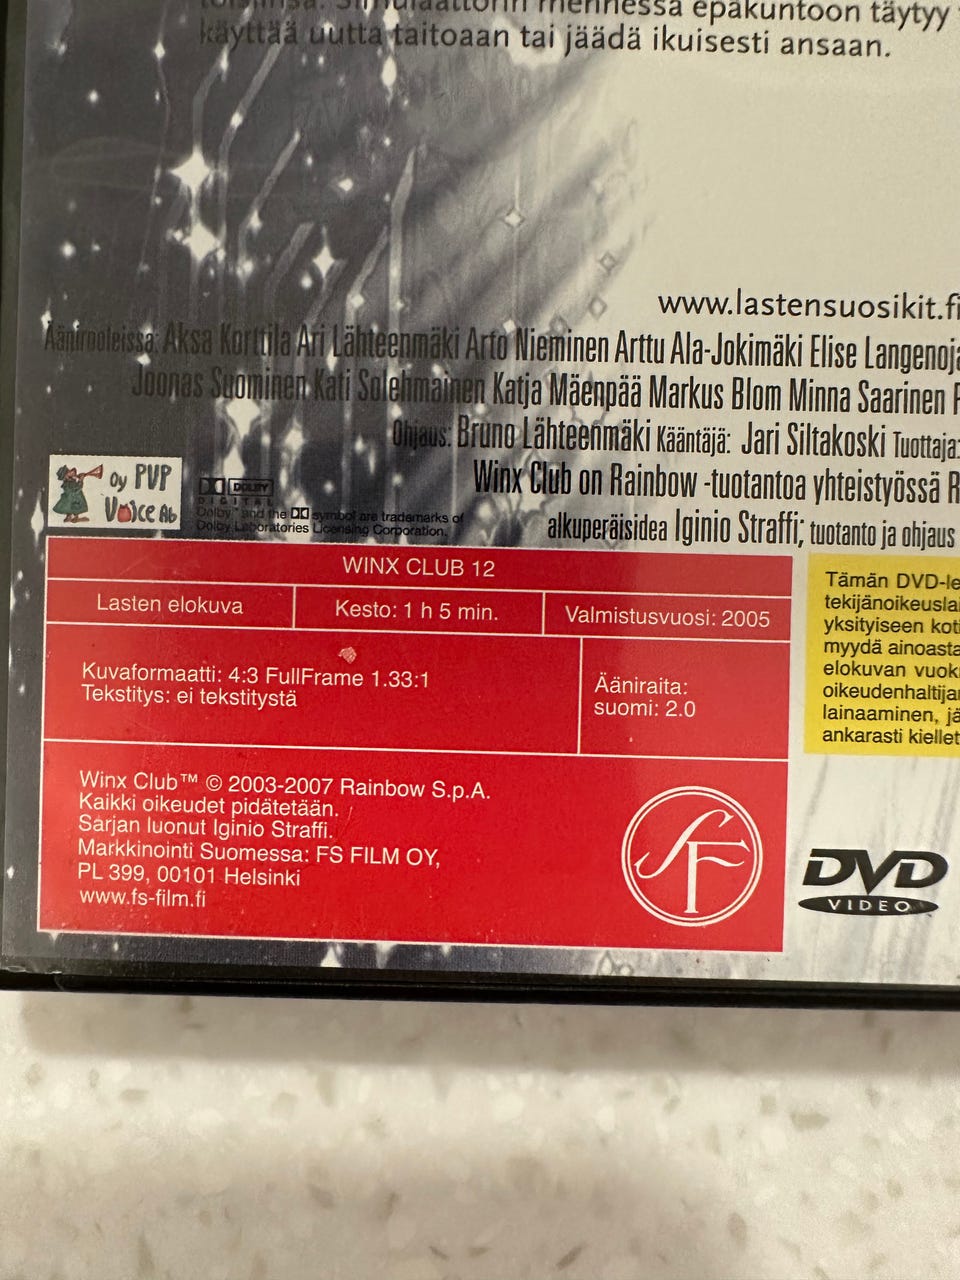 Simulaattorin mennessä epäkuntoon täytyy
käyttää uutta taitoaan tai jäädä ikuisesti ansaan.
www.lastensuosikit.fi
Äänirooleissa: Aksa Korttila Ari Lähteenmäki Arto Nieminen Arttu Ala-Jokimäki Elise Langenoja
Joonas Suominen Kati Solehmainen Katja Mäenpää Markus Blom Minna Saarinen
Ohjaus: Bruno Lähteenmäki Kääntäjä: Jari Siltakoski Tuottaja:
Winx Club on Rainbow -tuotantoa yhteistyössä R
alkuperäisidea Iginio Straffi; tuotanto ja ohjaus
Oy PVP
Voice Ab
DOLBY
DIGITAL
Dolby™ and the DD symbol are trademarks of
Dolby Laboratories Licensing Corporation.
WINX CLUB 12
Lasten elokuva
Kesto: 1 h 5 min.
Valmistusvuosi: 2005
Kuvaformaatti: 4:3 FullFrame 1.33:1
Tekstitys: ei tekstitystä
Ääniraita:
suomi: 2.0
Winx Club™ © 2003-2007 Rainbow S.p.A.
Kaikki oikeudet pidätetään.
Sarjan luonut Iginio Straffi.
Markkinointi Suomessa: FS FILM OY,
PL 399, 00101 Helsinki
www.fs-film.fi
SF
Tämän DVD-le
tekijänoikeuslai
yksityiseen koti
myydä ainoasta
elokuvan vuok
oikeudenhaltijan
lainaaminen, jä
ankarasti kiellet
DVD
VIDEO